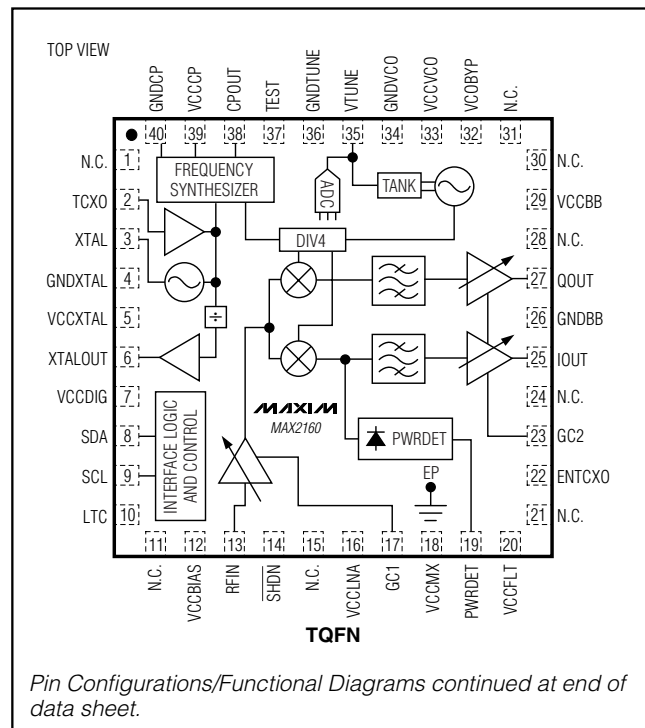 TOP VIEW
GNDCP
VCCCP
CPOUT
TEST
GNDTUNE
VTUNE
GNDVCO
VCCVCO
VCOBYP
N.C.
40 39 38 37 36 35 34 33 32 31
N.C. 1
TCXO 2
XTAL 3
GNDXTAL 4
VCCXTAL 5
XTALOUT 6
VCCDIG 7
SDA 8
SCL 9
LTC 10
FREQUENCY
SYNTHESIZER
ADC
TANK
DIV4
÷
MAXIM
MAX2160
PWRDET
EP
INTERFACE LOGIC
AND CONTROL
30 N.C.
29 VCCBB
28 N.C.
27 QOUT
26 GNDBB
25 IOUT
24 N.C.
23 GC2
22 ENTCXO
21 N.C.
11 12 13 14 15 16 17 18 19 20
N.C.
VCCBIAS
RFIN
SHDN
N.C.
VCCLNA
GC1
VCCMX
PWRDET
VCCFLT
TQFN
Pin Configurations/Functional Diagrams continued at end of
data sheet.